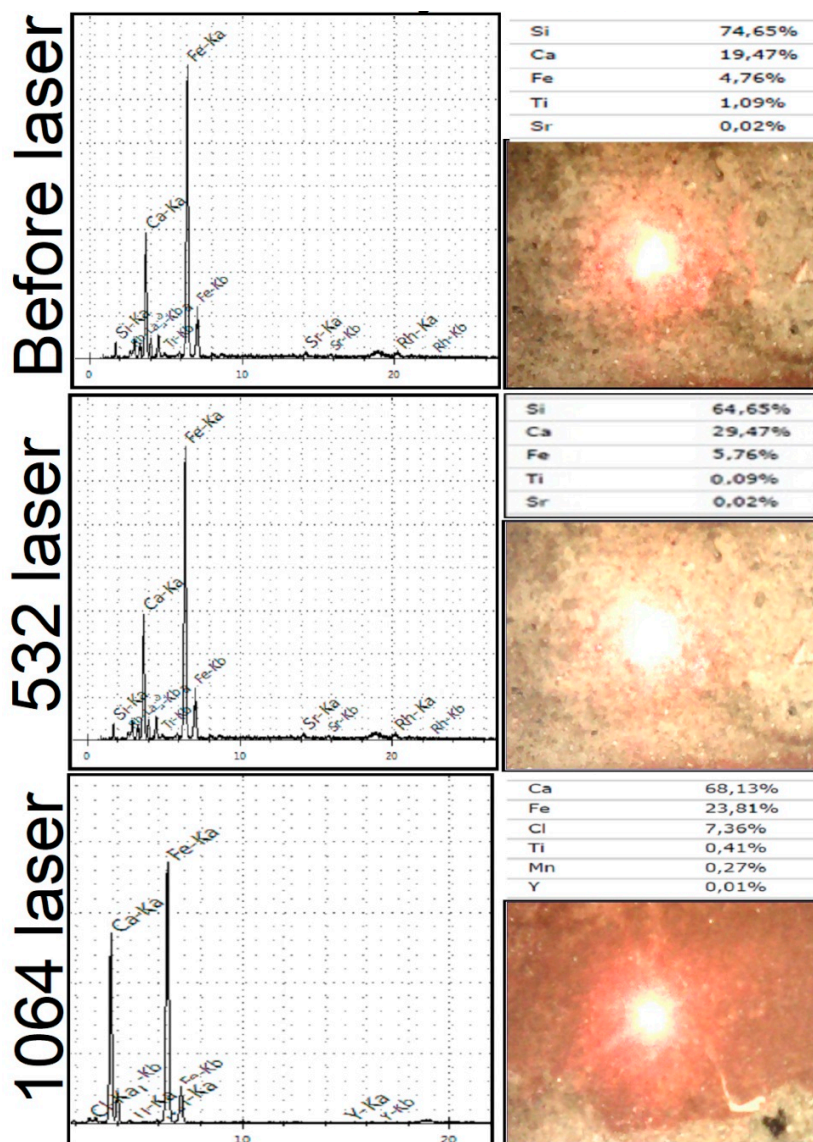 Before laser
Fe-Ka
Ca-Ka
Fe-Kb
Si-Ka
Ti-Kb
Sr-Ka
Sr-Kb
Rh-Ka
Rh-Kb
0 10 20
Si 74,65%
Ca 19,47%
Fe 4,76%
Ti 1,09%
Sr 0,02%
532 laser
Fe-Ka
Ca-Ka
Fe-Kb
Si-Ka
Ti-Kb
Sr-Ka
Sr-Kb
Rh-Ka
Rh-Kb
0 10 20
Si 64,65%
Ca 29,47%
Fe 5,76%
Ti 0,09%
Sr 0,02%
1064 laser
Fe-Ka
Ca-Ka
Y-Ka
Y-Kb
10 20
Ca 68,13%
Fe 23,81%
Cl 7,36%
Ti 0,41%
Mn 0,27%
Y 0,01%